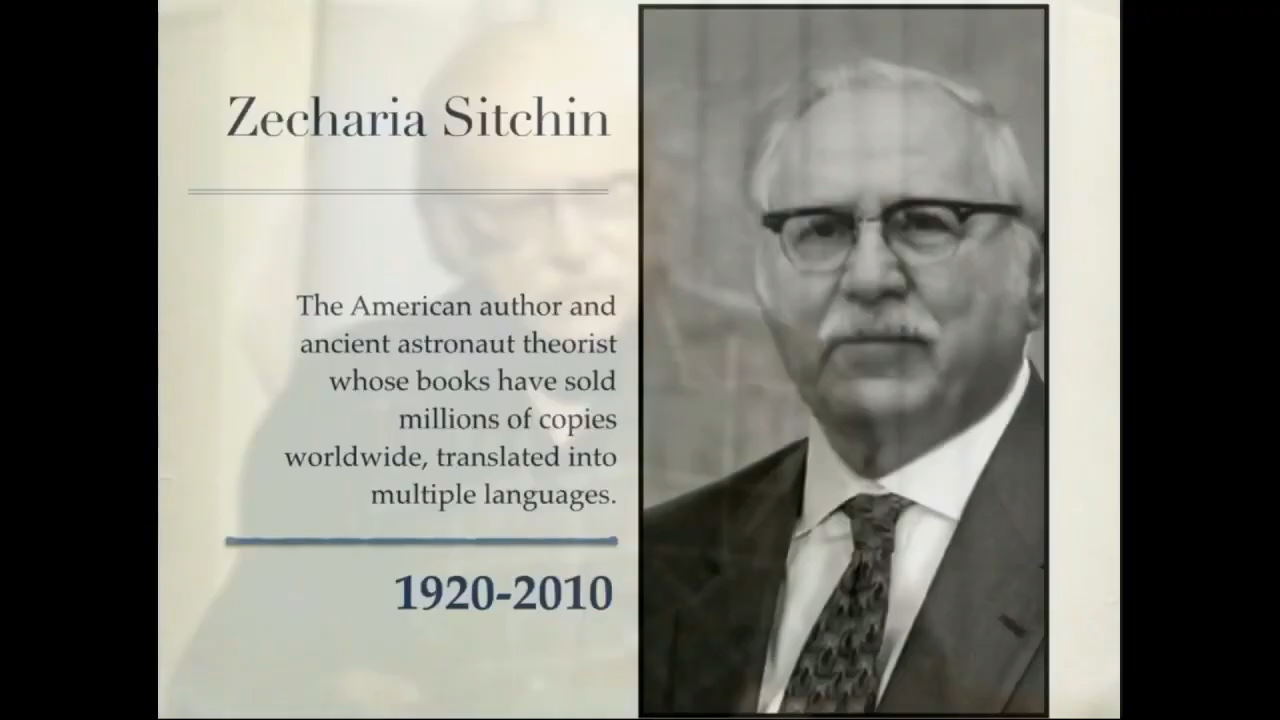 Zecharia Sitchin
The American author and
ancient astronaut theorist
whose books have sold
millions of copies
worldwide, translated into
multiple languages.
1920-2010